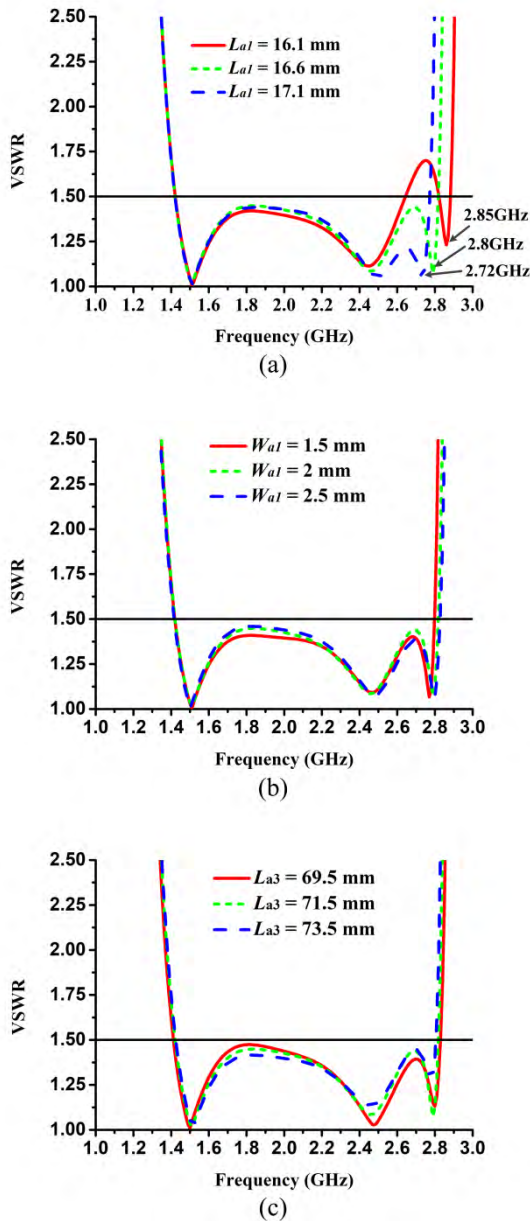 2.50
2.25
2.00
1.75
1.50
1.25
1.00
VSWR
La1 = 16.1 mm
La1 = 16.6 mm
La1 = 17.1 mm
2.85GHz
2.8GHz
2.72GHz
1.0 1.2 1.4 1.6 1.8 2.0 2.2 2.4 2.6 2.8 3.0
Frequency (GHz)
(a)
2.50
2.25
2.00
1.75
1.50
1.25
1.00
VSWR
Wa1 = 1.5 mm
Wa1 = 2 mm
Wa1 = 2.5 mm
1.0 1.2 1.4 1.6 1.8 2.0 2.2 2.4 2.6 2.8 3.0
Frequency (GHz)
(b)
2.50
2.25
2.00
1.75
1.50
1.25
1.00
VSWR
La3 = 69.5 mm
La3 = 71.5 mm
La3 = 73.5 mm
1.0 1.2 1.4 1.6 1.8 2.0 2.2 2.4 2.6 2.8 3.0
Frequency (GHz)
(c)